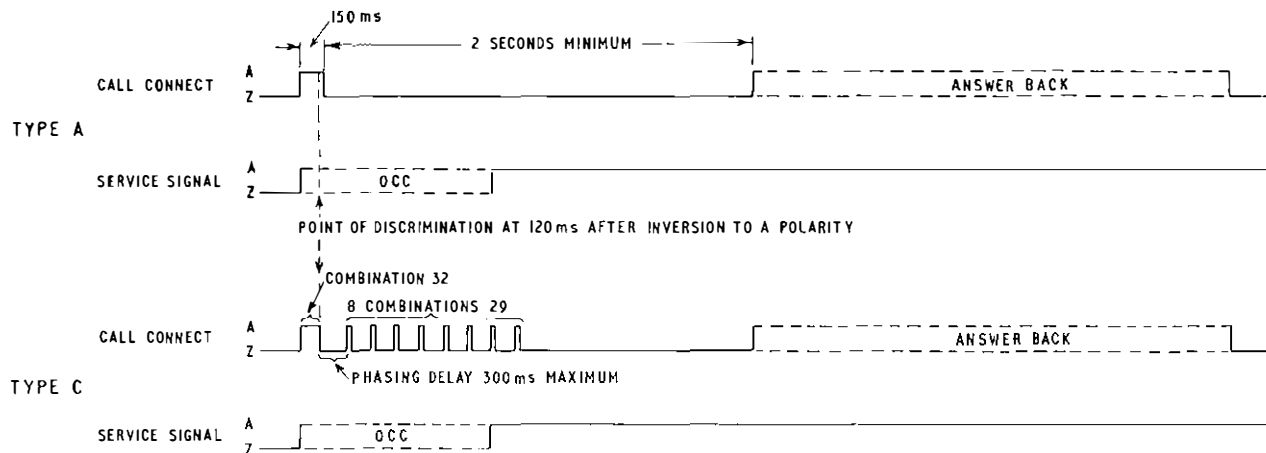 150 ms
2 SECONDS MINIMUM
A
CALL CONNECT
Z
ANSWER BACK
TYPE A
A
SERVICE SIGNAL
OCC
Z
POINT OF DISCRIMINATION AT 120ms AFTER INVERSION TO A POLARITY
COMBINATION 32
8 COMBINATIONS 29
A
CALL CONNECT
Z
ANSWER BACK
PHASING DELAY 300ms MAXIMUM
TYPE C
A
SERVICE SIGNAL
OCC
Z